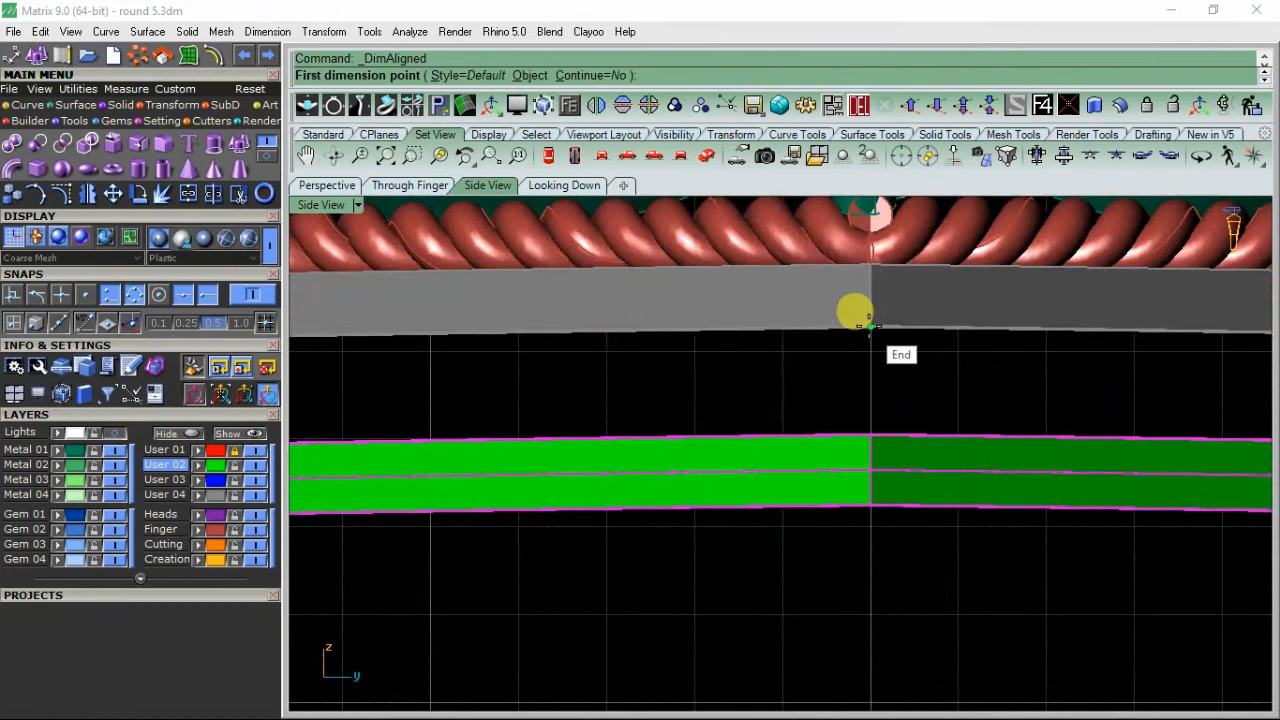 Matrix 9.0 (64-bit) - round 5.3dm
File Edit View Curve Surface Solid Mesh Dimension Transform Tools Analyze Render Rhino 5.0 Blend Clayoo Help
Command: _DimAligned
First dimension point ( Style=Default Object Continue=No ):
MAIN MENU
File View Utilities Measure Custom Reset
Curve Surface Solid Transform SubD Art
Builder Tools Gems Setting Cutters Render
F4
Standard CPlanes Set View Display Select Viewport Layout Visibility Transform Curve Tools Surface Tools Solid Tools Mesh Tools Render Tools Drafting New in V5
Perspective Through Finger Side View Looking Down
Side View
DISPLAY
Coarse Mesh Plastic
SNAPS
0.1 0.25 0.5 1.0
INFO & SETTINGS
LAYERS
Lights Hide Show
Metal 01 User 01
Metal 02 User 02
Metal 03 User 03
Metal 04 User 04
Gem 01 Heads
Gem 02 Finger
Gem 03 Cutting
Gem 04 Creation
PROJECTS
End
z
y